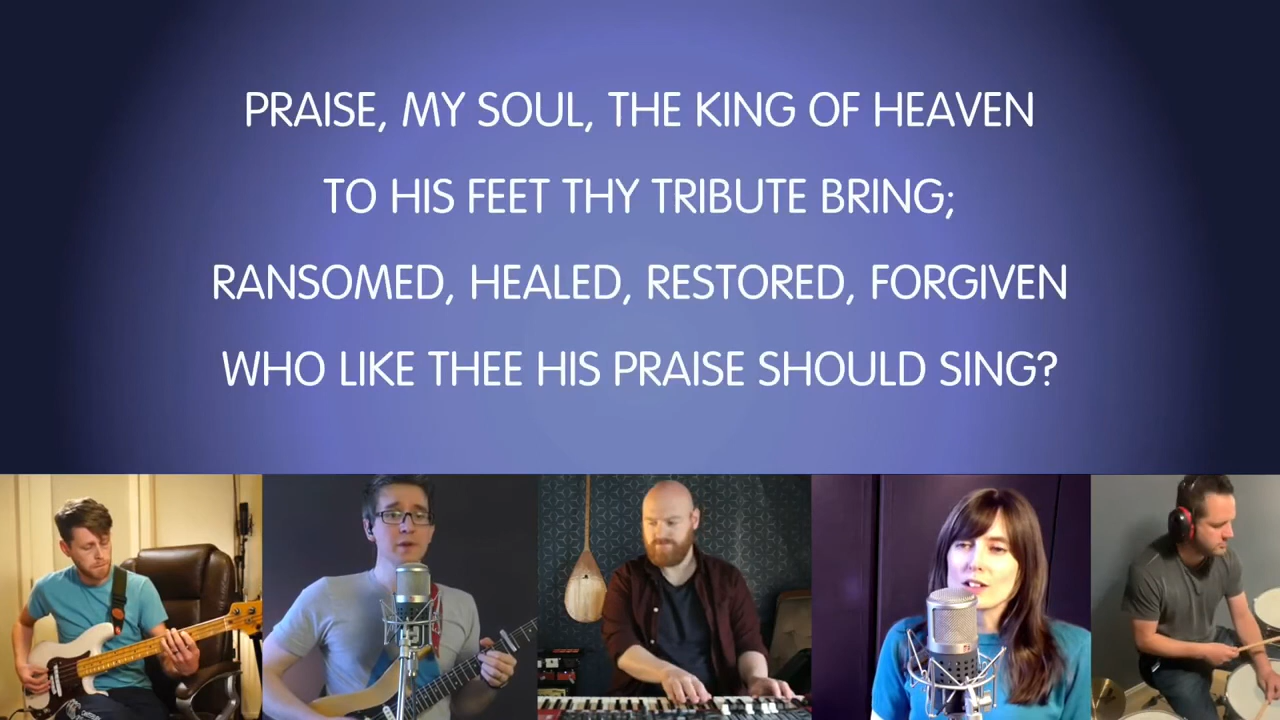 PRAISE, MY SOUL, THE KING OF HEAVEN
TO HIS FEET THY TRIBUTE BRING;
RANSOMED, HEALED, RESTORED, FORGIVEN
WHO LIKE THEE HIS PRAISE SHOULD SING?